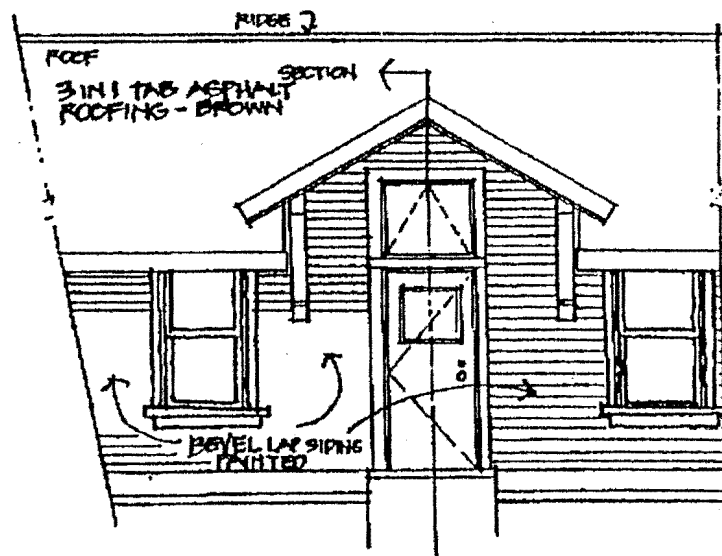 RIDGE
ROOF
SECTION
3 IN 1 TAB ASPHALT
ROOFING - BROWN
BEVEL LAP SIDING
PAINTED